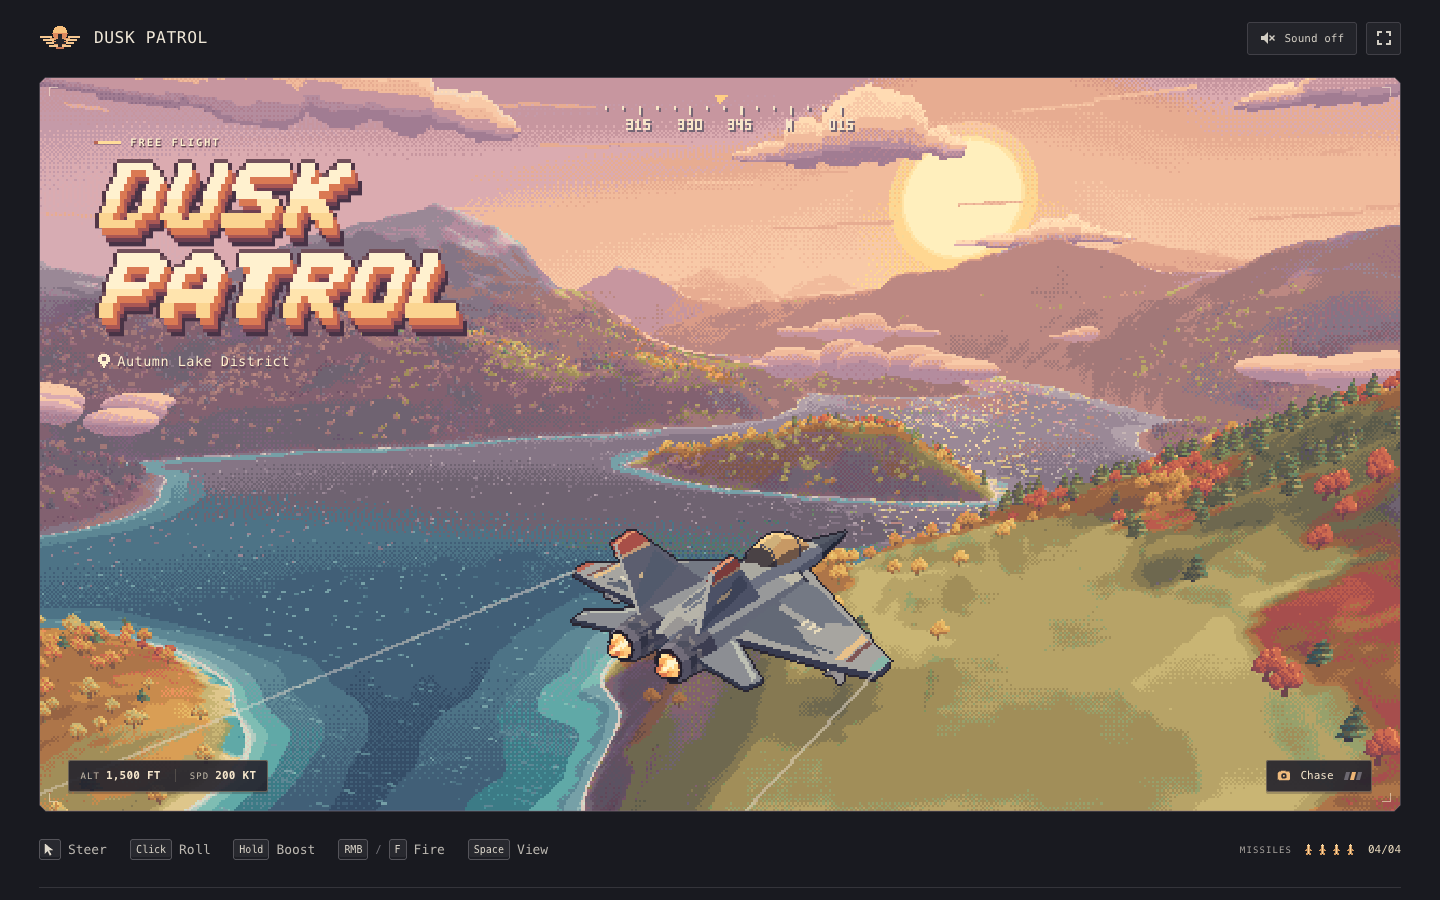 DUSK PATROL
Sound off
315 330 345 N 015
FREE FLIGHT
DUSK
PATROL
Autumn Lake District
ALT 1,500 FT SPD 200 KT
Chase
Steer Click Roll Hold Boost RMB / F Fire Space View
MISSILES 04/04